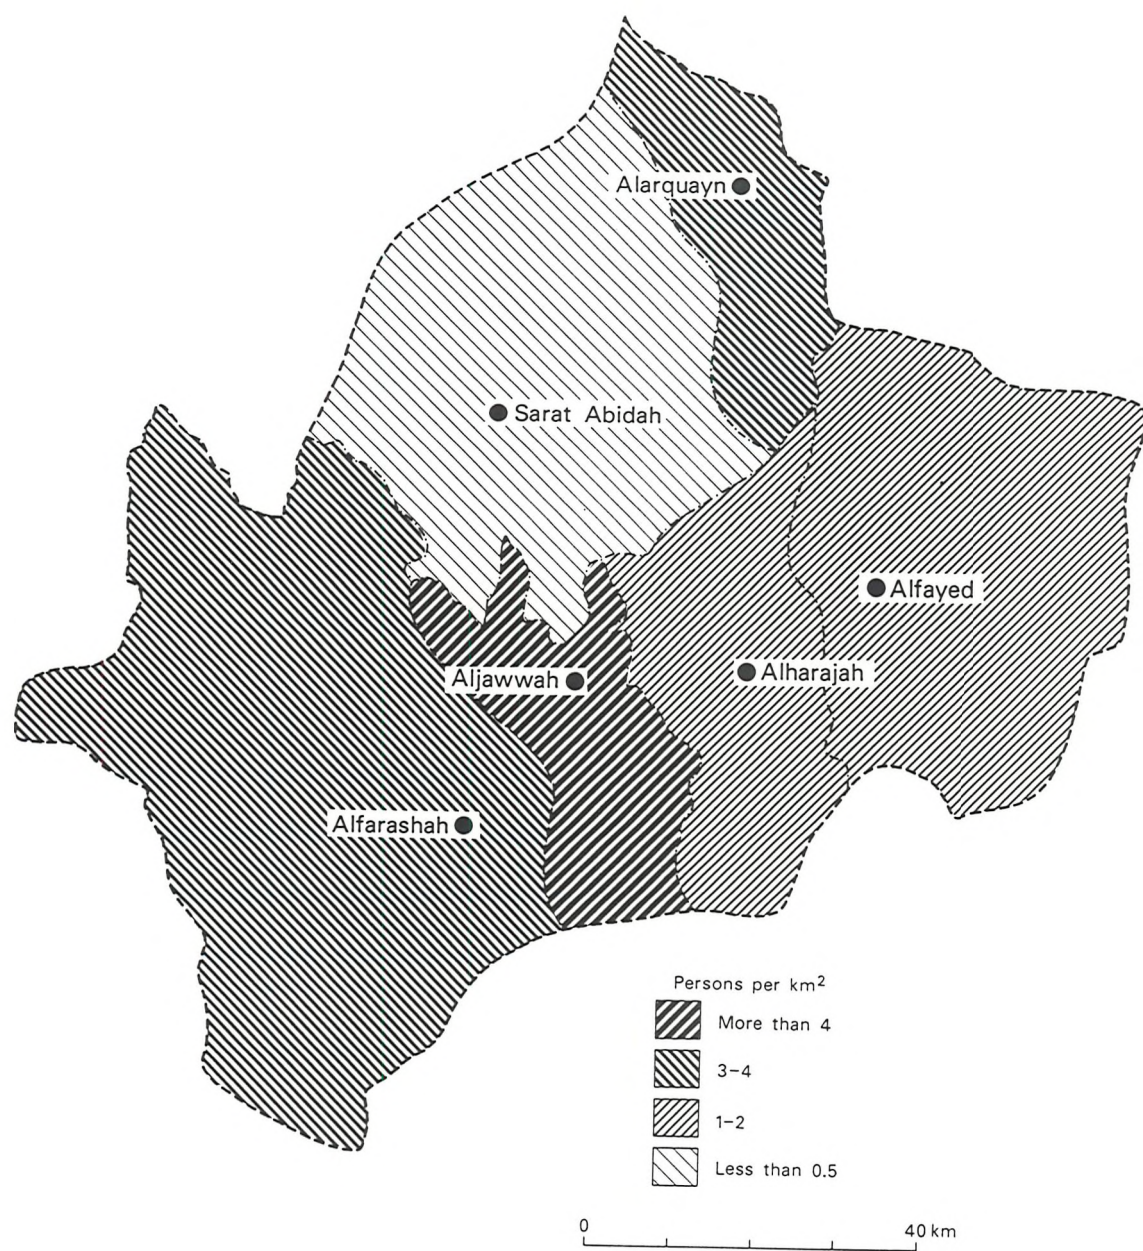 Alarquayn
Sarat Abidah
Alfayed
Alharajah
Aljawwah
Alfarashah
Persons per km²
More than 4
3-4
1-2
Less than 0.5
0 40 km